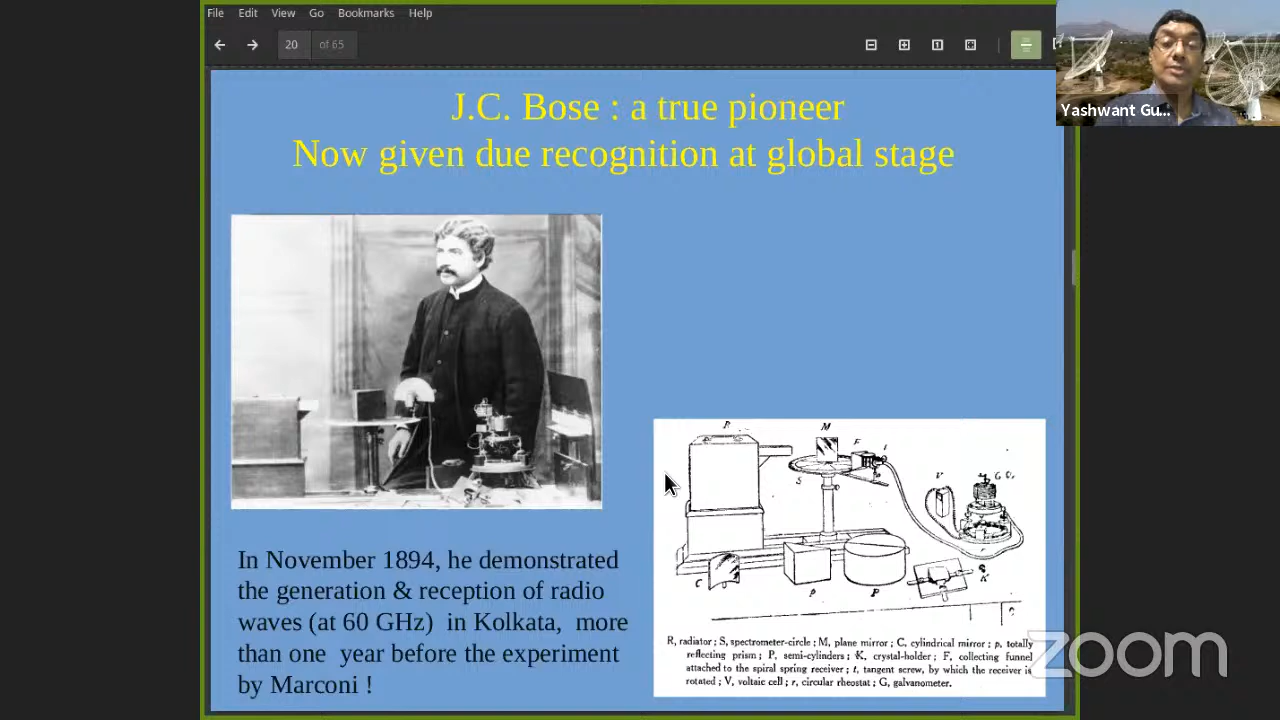 File Edit View Go Bookmarks Help
20 of 65
Yashwant Gu...
J.C. Bose : a true pioneer
Now given due recognition at global stage
In November 1894, he demonstrated
the generation & reception of radio
waves (at 60 GHz) in Kolkata, more
than one year before the experiment
by Marconi !
R
M
F
t
S
V
G
r
C
p
P
K
R, radiator ; S, spectrometer-circle ; M, plane mirror ; C, cylindrical mirror ; p, totally
reflecting prism ; P, semi-cylinders ; K, crystal-holder ; F, collecting funnel
attached to the spiral spring receiver ; t, tangent screw, by which the receiver is
rotated ; V, voltaic cell ; r, circular rheostat ; G, galvanometer.
zoom